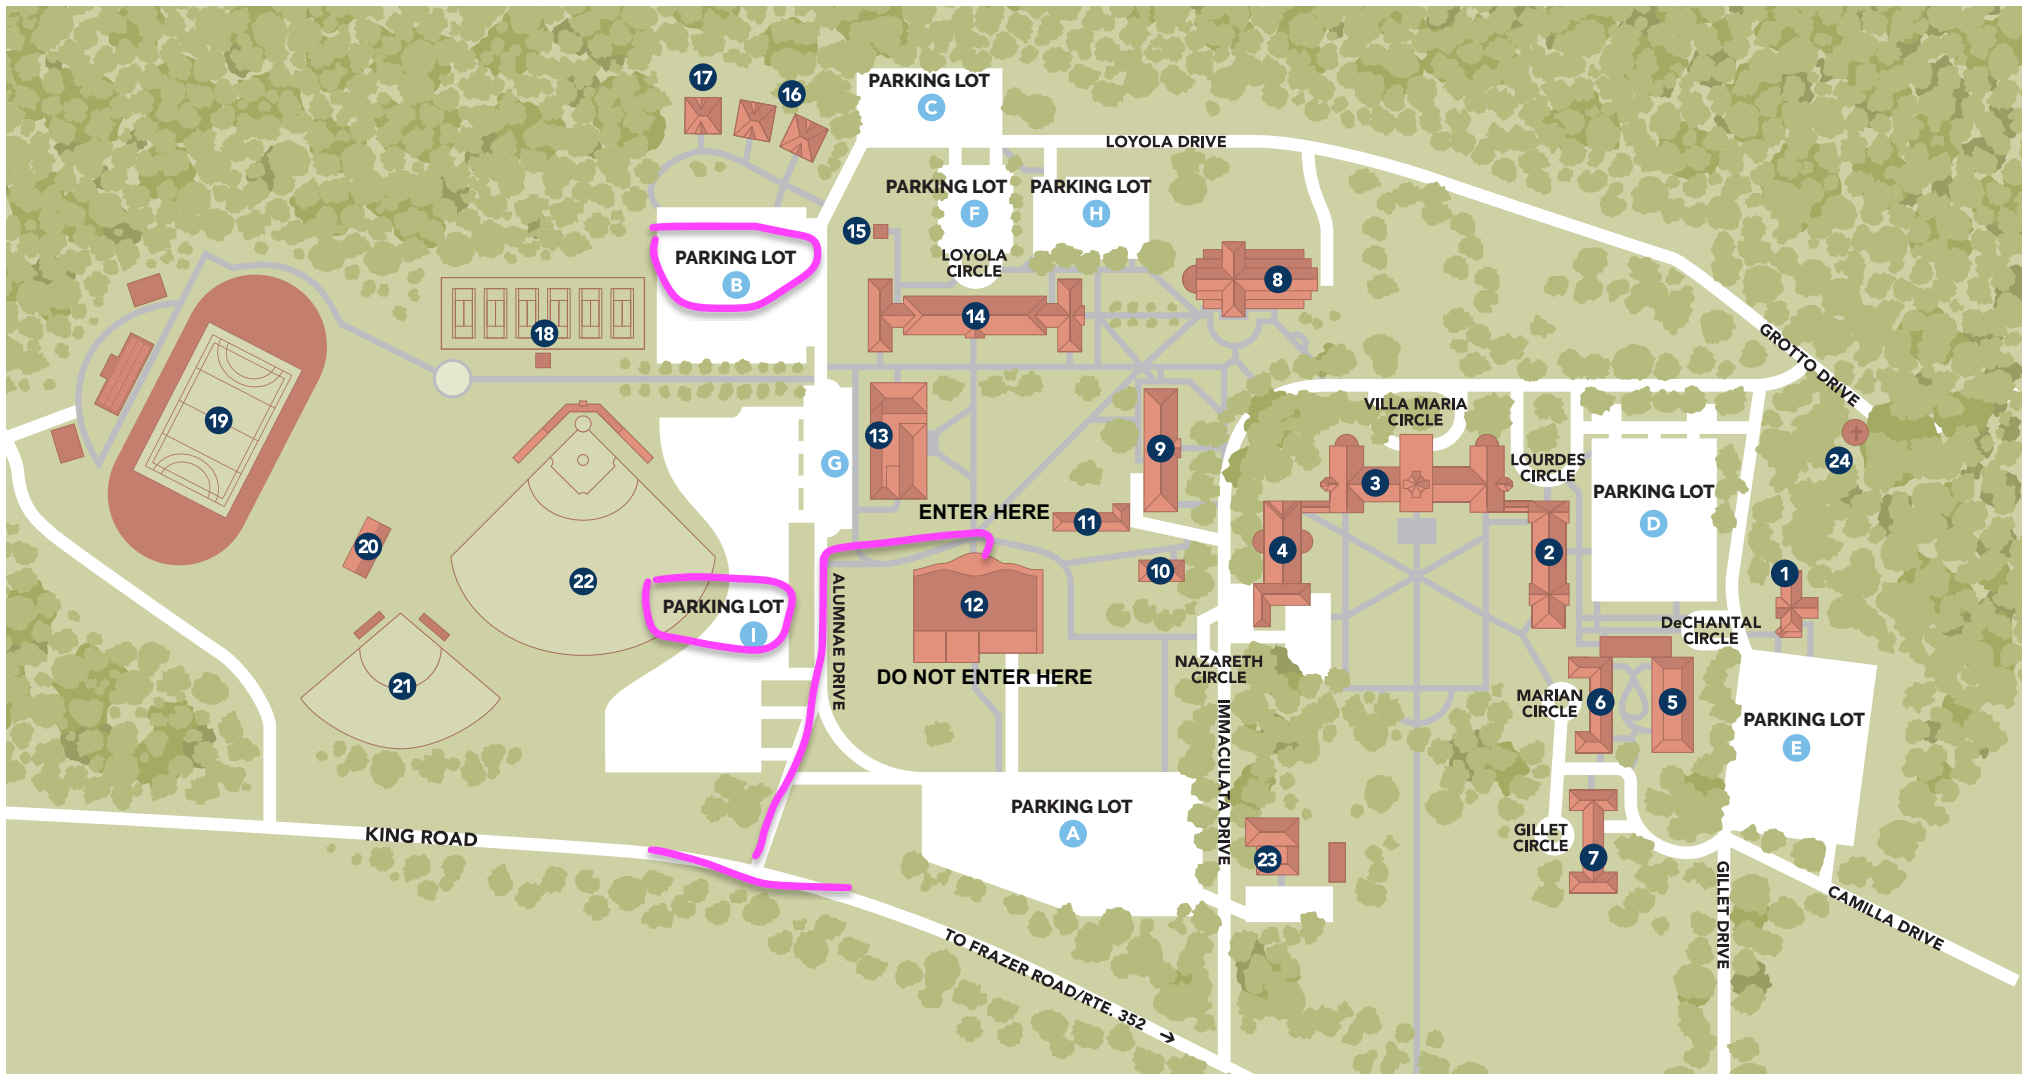 17
16
PARKING LOT
C
LOYOLA DRIVE
PARKING LOT
F
PARKING LOT
H
15
PARKING LOT
B
LOYOLA
CIRCLE
8
14
18
GROTTO DRIVE
19
13
G
9
VILLA MARIA
CIRCLE
3
LOURDES
CIRCLE
24
PARKING LOT
D
ENTER HERE
11
20
4
2
22
10
1
ALUMNAE DRIVE
12
PARKING LOT
I
DeCHANTAL
CIRCLE
21
DO NOT ENTER HERE
NAZARETH
CIRCLE
MARIAN
CIRCLE
6
5
IMMACULATA DRIVE
PARKING LOT
E
PARKING LOT
A
KING ROAD
GILLET
CIRCLE
23
7
GILLET DRIVE
CAMILLA DRIVE
TO FRAZER ROAD/RTE. 352 →